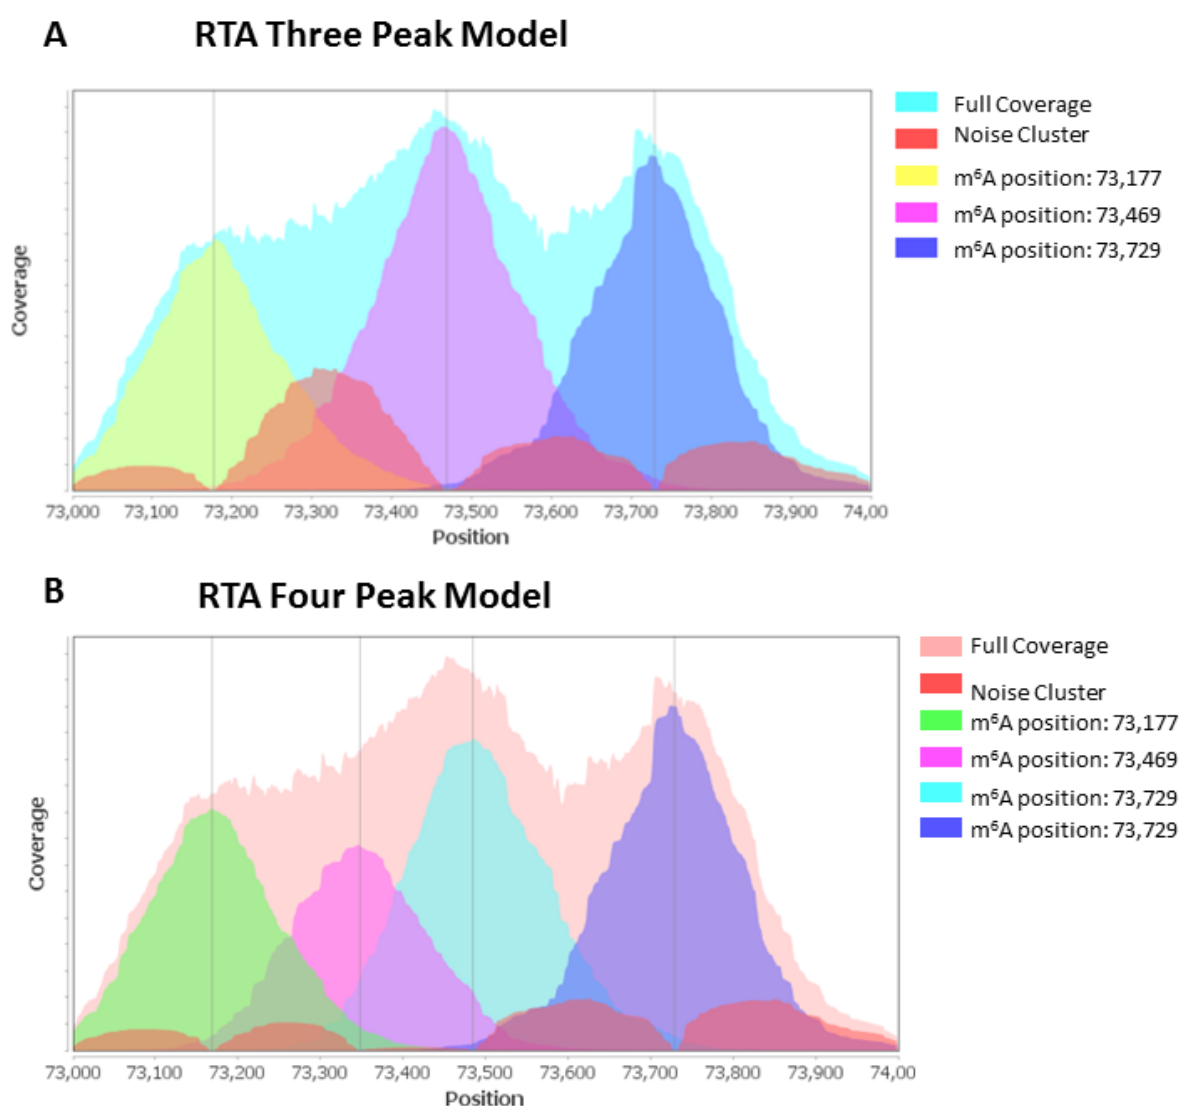 A
RTA Three Peak Model
Full Coverage
Noise Cluster
m⁶A position: 73,177
m⁶A position: 73,469
m⁶A position: 73,729
Coverage
73,000 73,100 73,200 73,300 73,400 73,500 73,600 73,700 73,800 73,900 74,00
Position
B
RTA Four Peak Model
Full Coverage
Noise Cluster
m⁶A position: 73,177
m⁶A position: 73,469
m⁶A position: 73,729
m⁶A position: 73,729
Coverage
73,000 73,100 73,200 73,300 73,400 73,500 73,600 73,700 73,800 73,900 74,00
Position